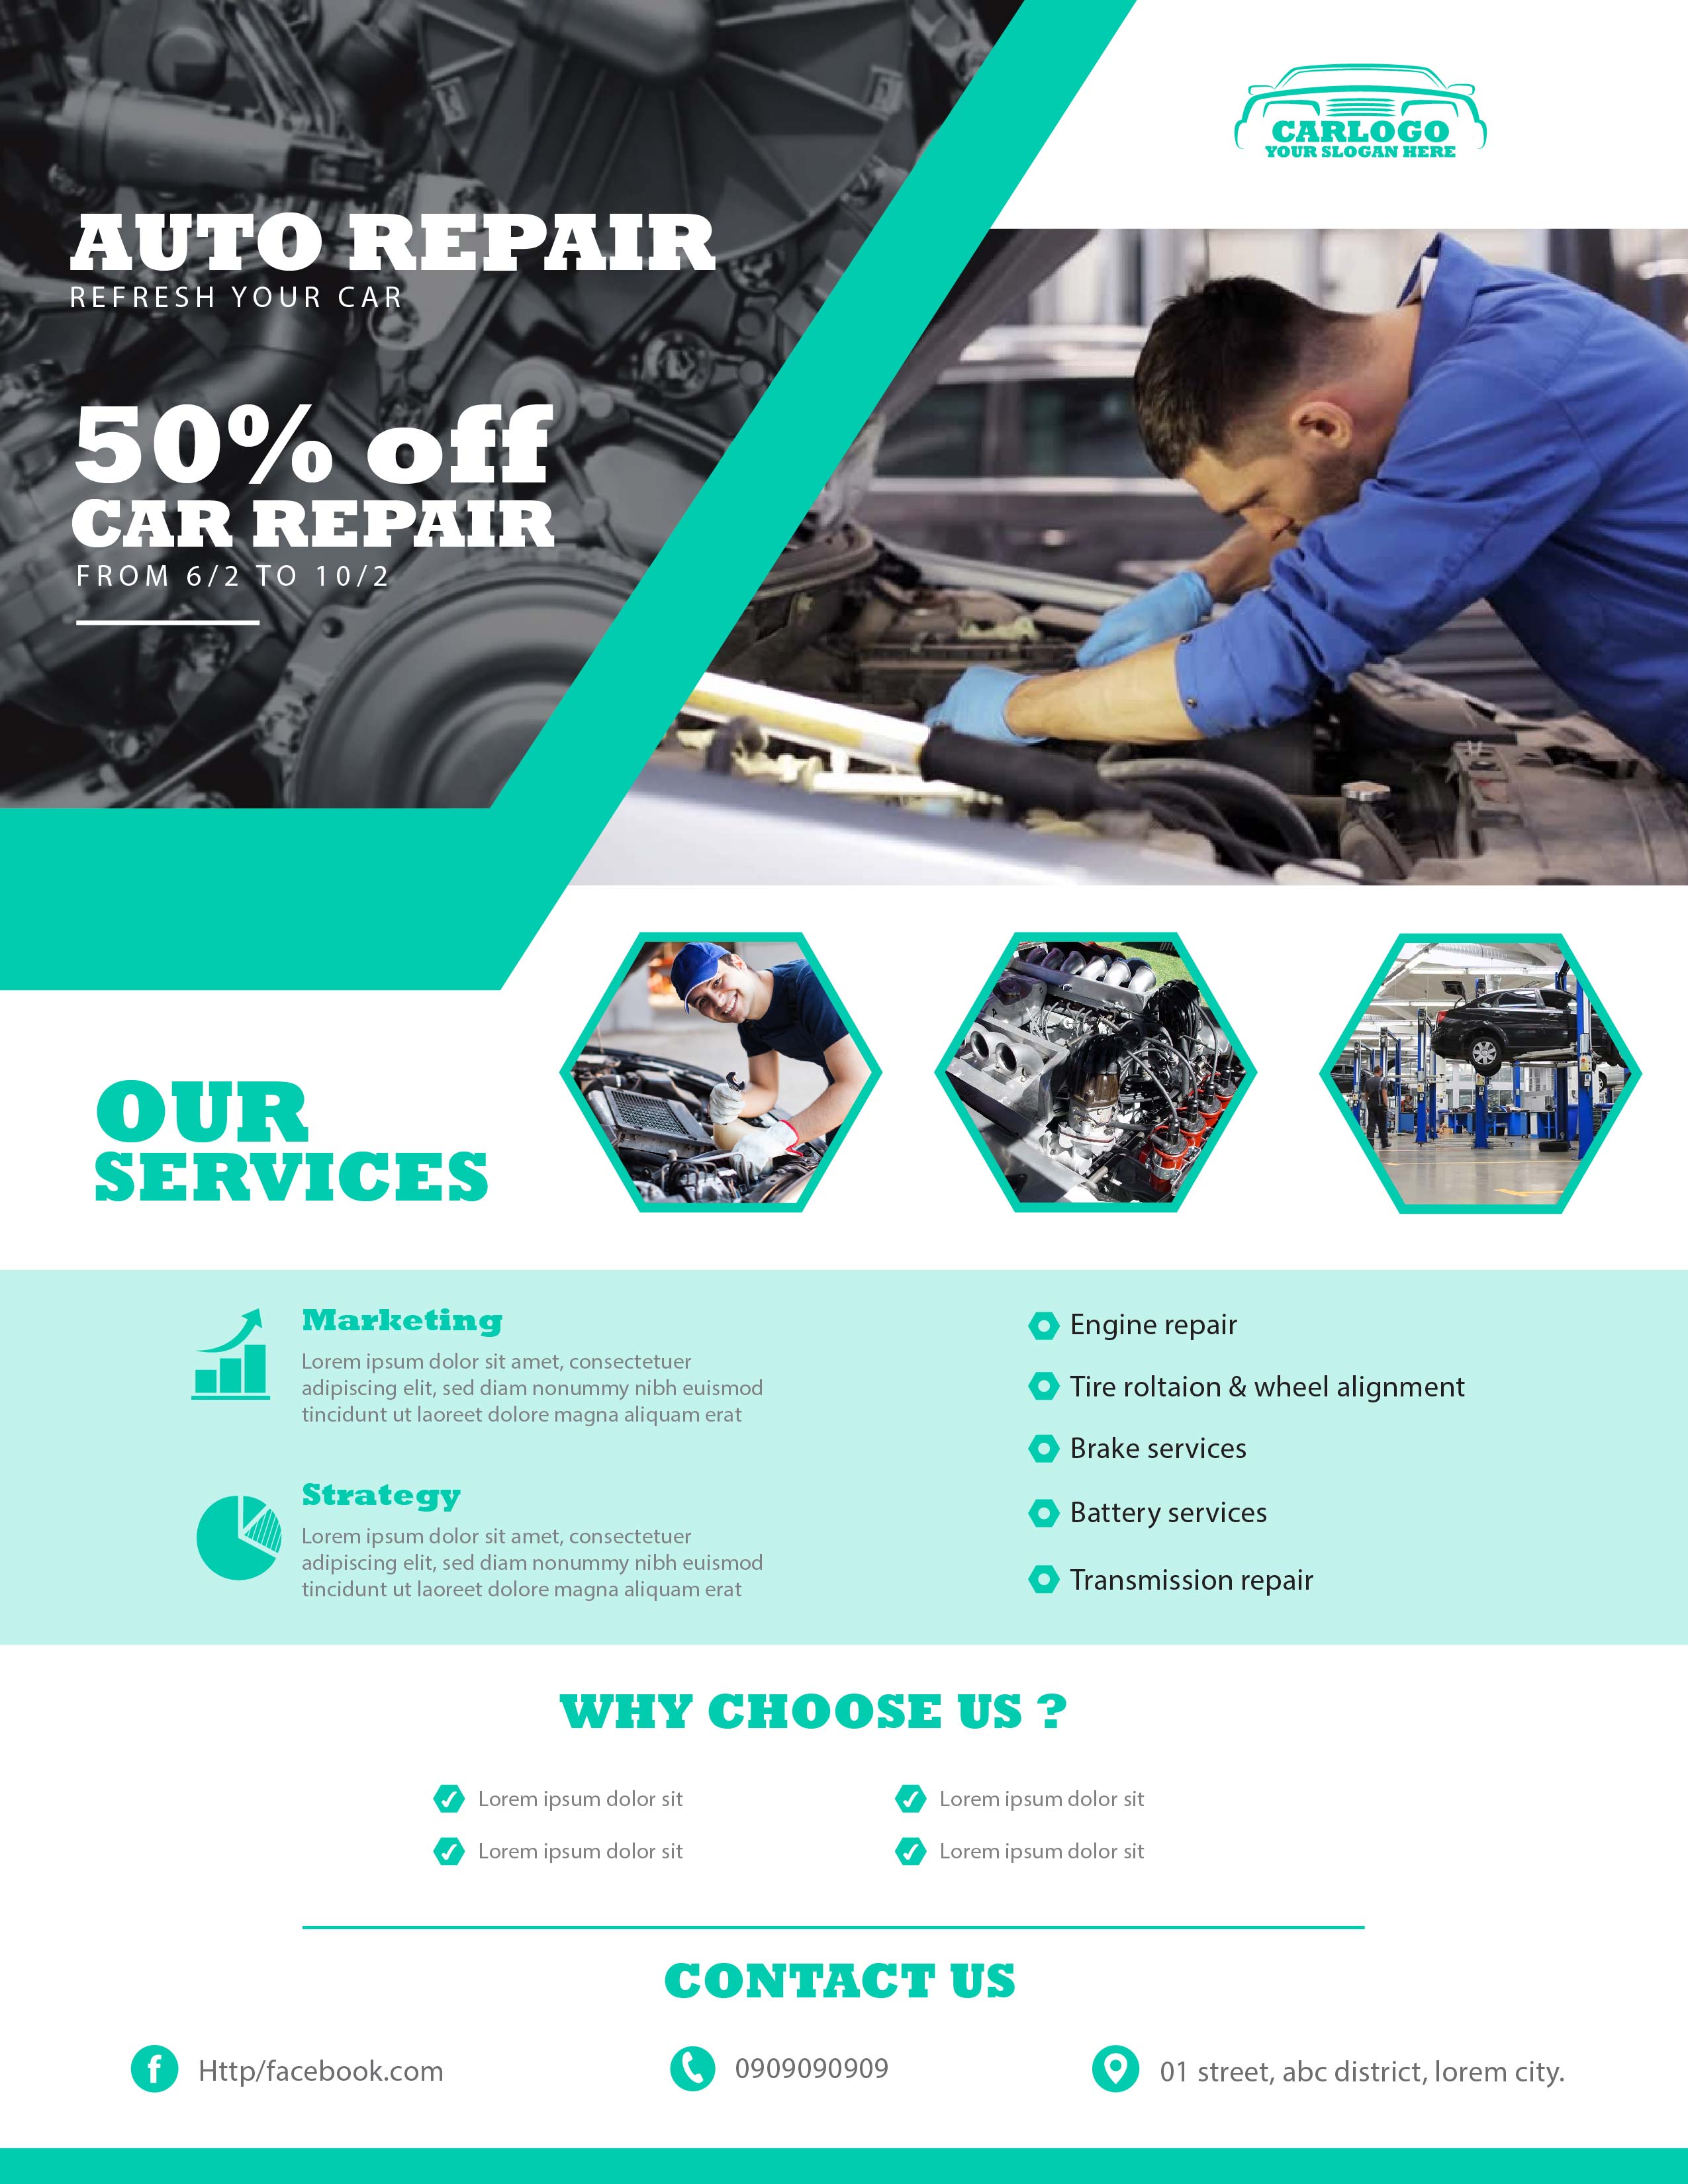 CARLOGO
YOUR SLOGAN HERE
AUTO REPAIR
REFRESH YOUR CAR
50% off
CAR REPAIR
FROM 6/2 TO 10/2
OUR
SERVICES
Marketing
Lorem ipsum dolor sit amet, consectetuer
adipiscing elit, sed diam nonummy nibh euismod
tincidunt ut laoreet dolore magna aliquam erat
Strategy
Lorem ipsum dolor sit amet, consectetuer
adipiscing elit, sed diam nonummy nibh euismod
tincidunt ut laoreet dolore magna aliquam erat
Engine repair
Tire roltaion & wheel alignment
Brake services
Battery services
Transmission repair
WHY CHOOSE US ?
Lorem ipsum dolor sit
Lorem ipsum dolor sit
Lorem ipsum dolor sit
Lorem ipsum dolor sit
CONTACT US
Http/facebook.com
0909090909
01 street, abc district, lorem city.